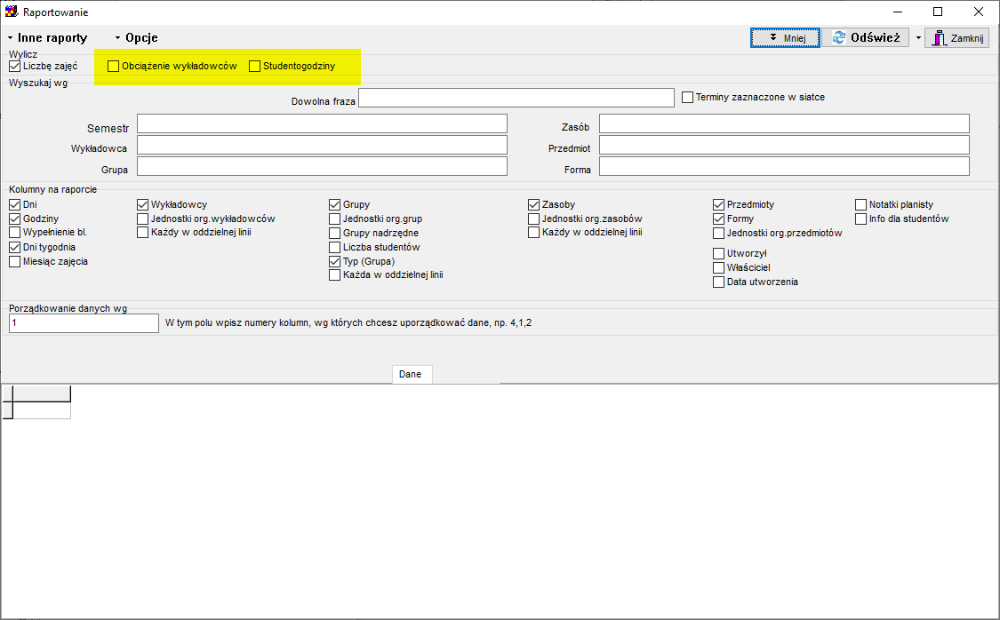 Raportowanie
Inne raporty Opcje Mniej Odśwież Zamknij
Wylicz
Liczbę zajęć Obciążenie wykładowców Studentogodziny
Wyszukaj wg
Dowolna fraza Terminy zaznaczone w siatce
Semestr Zasób
Wykładowca Przedmiot
Grupa Forma
Kolumny na raporcie
Dni Wykładowcy Grupy Zasoby Przedmioty Notatki planisty
Godziny Jednostki org.wykładowców Jednostki org.grup Jednostki org.zasobów Formy Info dla studentów
Wypełnienie bl. Każdy w oddzielnej linii Grupy nadrzędne Każdy w oddzielnej linii Jednostki org.przedmiotów
Dni tygodnia Liczba studentów Utworzył
Miesiąc zajęcia Typ (Grupa) Właściciel
Każda w oddzielnej linii Data utworzenia
Porządkowanie danych wg
1 W tym polu wpisz numery kolumn, wg których chcesz uporządkować dane, np. 4,1,2
Dane